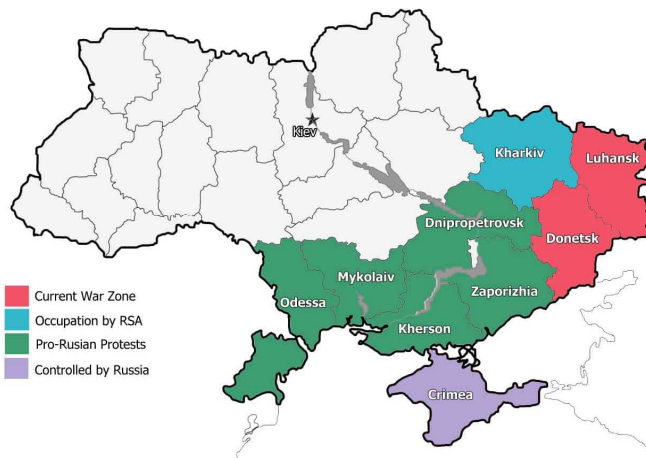 Kiev
Kharkiv
Luhansk
Dnipropetrovsk
Donetsk
Mykolaiv
Odessa
Zaporizhia
Kherson
Crimea
Current War Zone
Occupation by RSA
Pro-Rusian Protests
Controlled by Russia